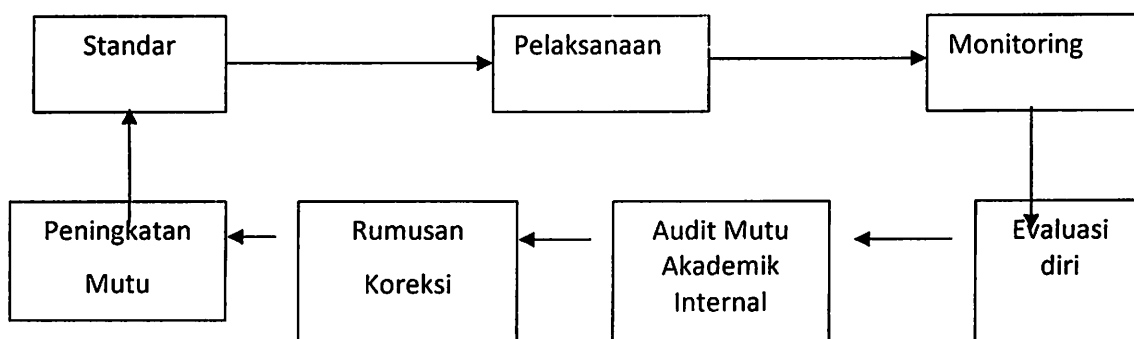 Standar
Pelaksanaan
Monitoring
Peningkatan
Mutu
Rumusan
Koreksi
Audit Mutu
Akademik
Internal
Evaluasi
diri